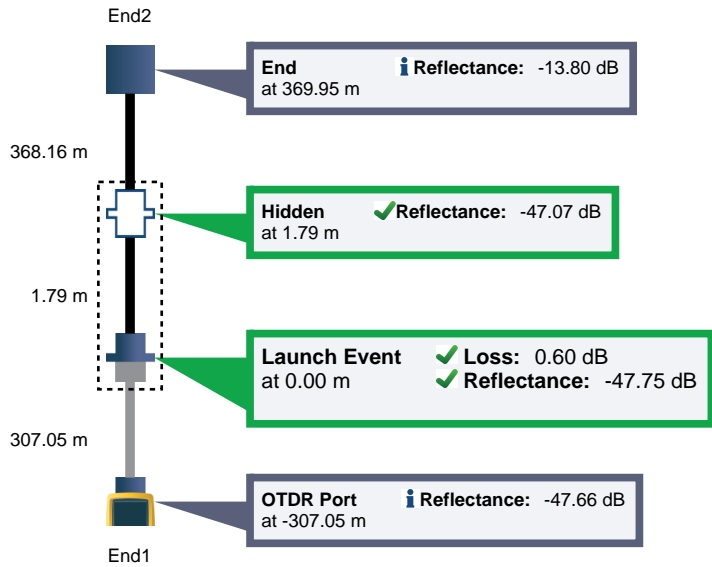 End2
End Reflectance: -13.80 dB
at 369.95 m
368.16 m
Hidden Reflectance: -47.07 dB
at 1.79 m
1.79 m
Launch Event Loss: 0.60 dB
at 0.00 m Reflectance: -47.75 dB
307.05 m
OTDR Port Reflectance: -47.66 dB
at -307.05 m
End1